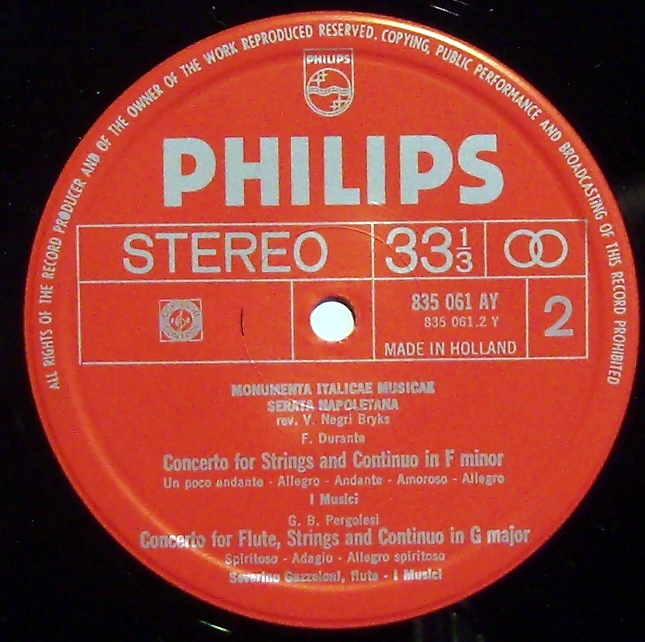 ALL RIGHTS OF THE RECORD PRODUCER AND OF THE OWNER OF THE WORK REPRODUCED RESERVED. COPYING, PUBLIC PERFORMANCE AND BROADCASTING OF THIS RECORD PROHIBITED
PHILIPS
PHILIPS
STEREO 33 1/3
835 061 AY 2
835 061.2 Y
MADE IN HOLLAND
MONUMENTA ITALICAE MUSICAE
SERATA NAPOLETANA
rev. V. Negri Bryks
F. Durante
Concerto for Strings and Continuo in F minor
Un poco andante - Allegro - Andante - Amoroso - Allegro
I Musici
G. B. Pergolesi
Concerto for Flute, Strings and Continuo in G major
Spiritoso - Adagio - Allegro spiritoso
Severino Gazzeloni, fluta - I Musici